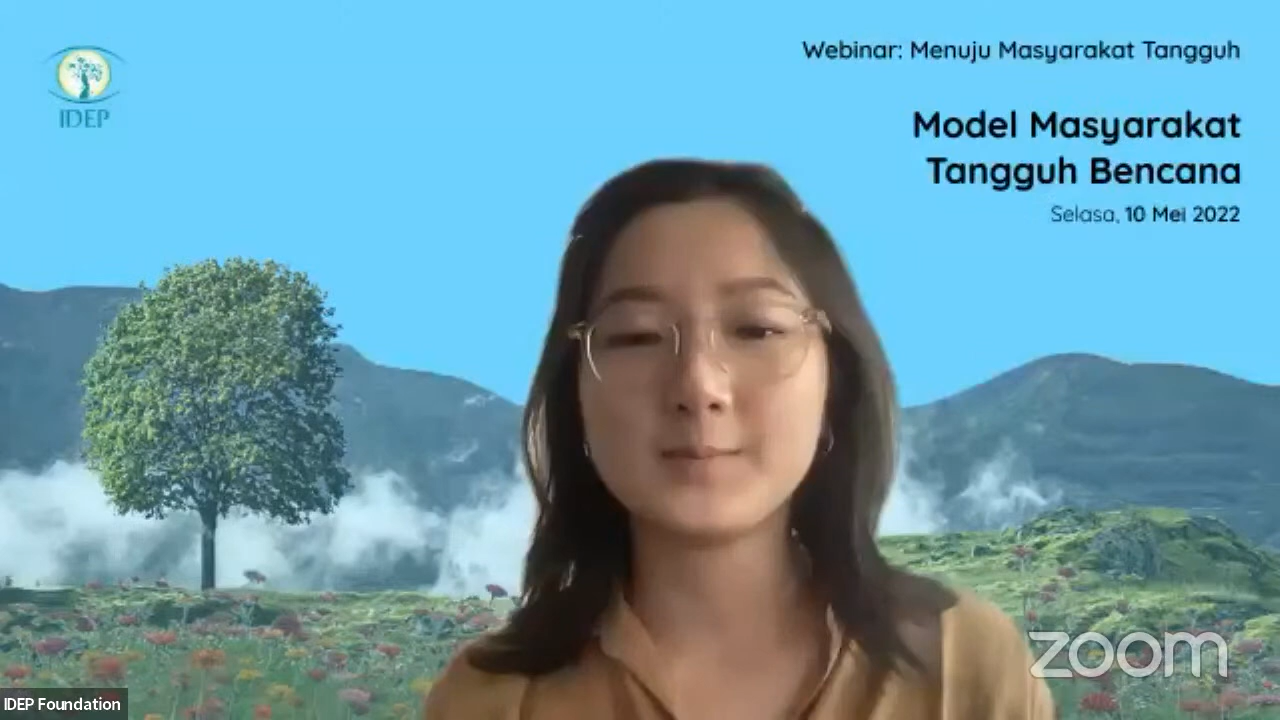 IDEP
Webinar: Menuju Masyarakat Tangguh
Model Masyarakat
Tangguh Bencana
Selasa, 10 Mei 2022
zoom
IDEP Foundation